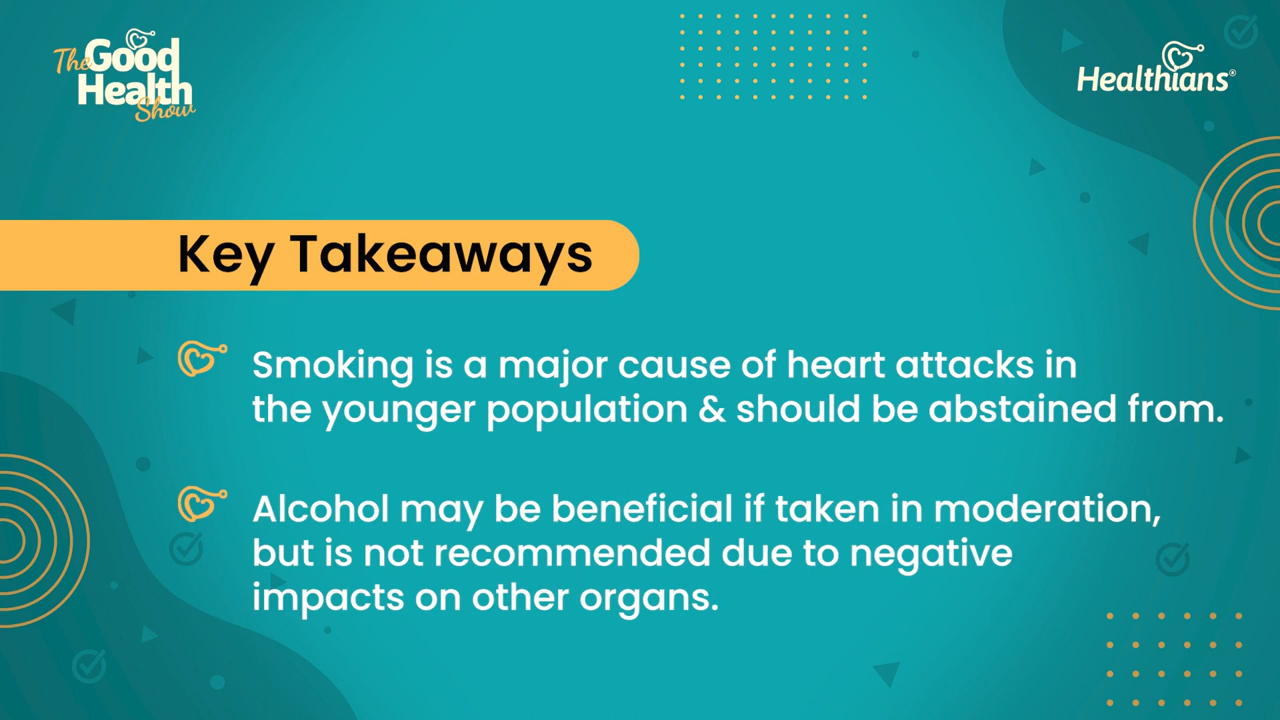 The Good
Health
Show
Healthians®
Key Takeaways
Smoking is a major cause of heart attacks in
the younger population & should be abstained from.
Alcohol may be beneficial if taken in moderation,
but is not recommended due to negative
impacts on other organs.